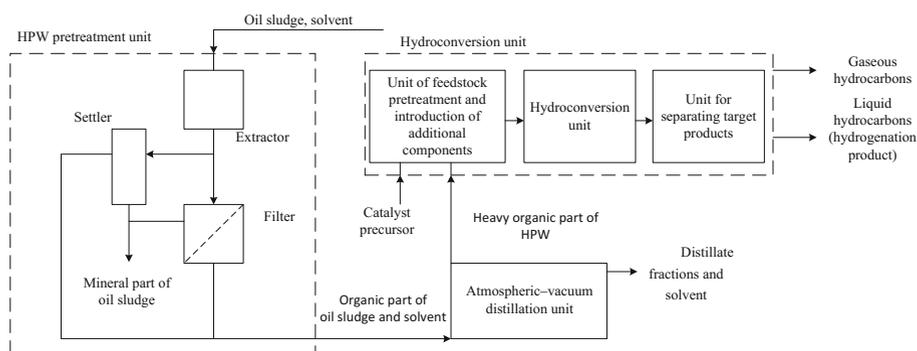 Oil sludge, solvent
HPW pretreatment unit
Extractor
Settler
Filter
Mineral part of
oil sludge
Organic part of
oil sludge and solvent
Hydroconversion unit
Unit of feedstock
pretreatment and
introduction of
additional
components
Hydroconversion
unit
Unit for
separating target
products
Gaseous
hydrocarbons
Liquid
hydrocarbons
(hydrogenation
product)
Catalyst
precursor
Heavy organic part of
HPW
Atmospheric–vacuum
distillation unit
Distillate
fractions and
solvent